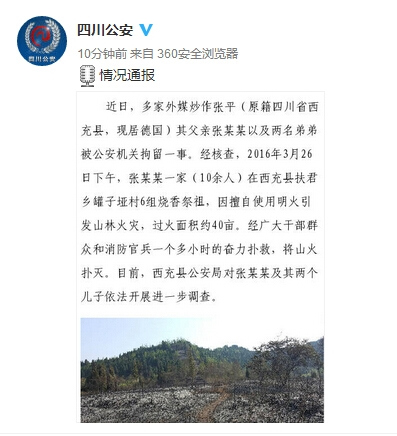 四川公安
10分钟前 来自 360安全浏览器
情况通报
近日，多家外媒炒作张平（原籍四川省西
充县，现居德国）其父亲张某某以及两名弟弟
被公安机关拘留一事。经核查，2016年3月26
日下午，张某某一家（10余人）在西充县扶君
乡罐子垭村6组烧香祭祖，因擅自使用明火引
发山林火灾，过火面积约40亩。经广大干部群
众和消防官兵一个多小时的奋力扑救，将山火
扑灭。目前，西充县公安局对张某某及其两个
儿子依法开展进一步调查。